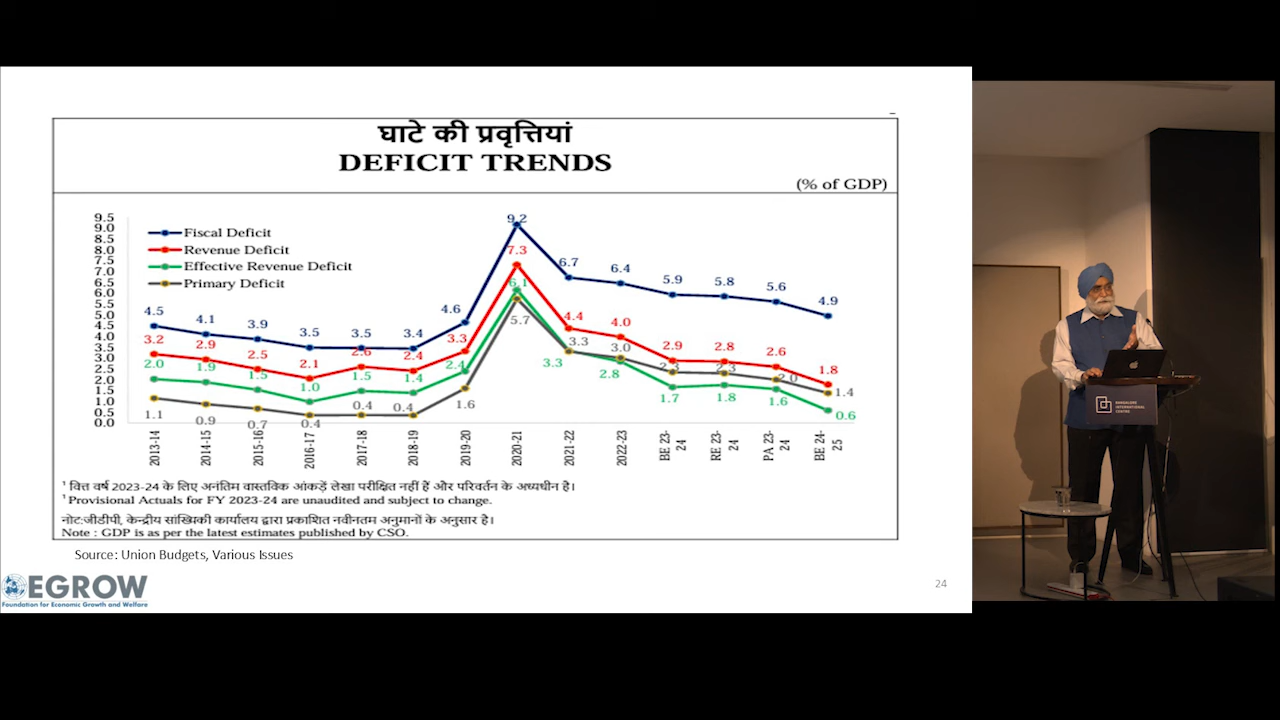 घाटे की प्रवृत्तियां
DEFICIT TRENDS
(% of GDP)
9.5
9.0
8.5
8.0
7.5
7.0
6.5
6.0
5.5
5.0
4.5
4.0
3.5
3.0
2.5
2.0
1.5
1.0
0.5
0.0
Fiscal Deficit
Revenue Deficit
Effective Revenue Deficit
Primary Deficit
4.5 4.1 3.9 3.5 3.5 3.4 4.6 9.2 6.7 6.4 5.9 5.8 5.6 4.9
3.2 2.9 2.5 2.1 2.6 2.4 3.3 7.3 4.4 4.0 2.9 2.8 2.6 1.8
2.0 1.9 1.5 1.0 1.5 1.4 2.4 6.1 3.3 2.8 1.7 1.8 1.6 0.6
1.1 0.9 0.7 0.4 0.4 0.4 1.6 5.7 3.3 3.0 2.3 2.3 2.0 1.4
2013-14
2014-15
2015-16
2016-17
2017-18
2018-19
2019-20
2020-21
2021-22
2022-23
BE 23-24
RE 23-24
PA 23-24
BE 24-25
¹ वित्त वर्ष 2023-24 के लिए अनंतिम वास्तविक आंकड़ें लेखा परीक्षित नहीं हैं और परिवर्तन के अध्यधीन है।
¹ Provisional Actuals for FY 2023-24 are unaudited and subject to change.
नोट:जीडीपी, केन्द्रीय सांख्यिकी कार्यालय द्वारा प्रकाशित नवीनतम अनुमानों के अनुसार है।
Note : GDP is as per the latest estimates published by CSO.
Source: Union Budgets, Various Issues
EGROW
Foundation for Economic Growth and Welfare
24
BANGALORE
INTERNATIONAL
CENTRE